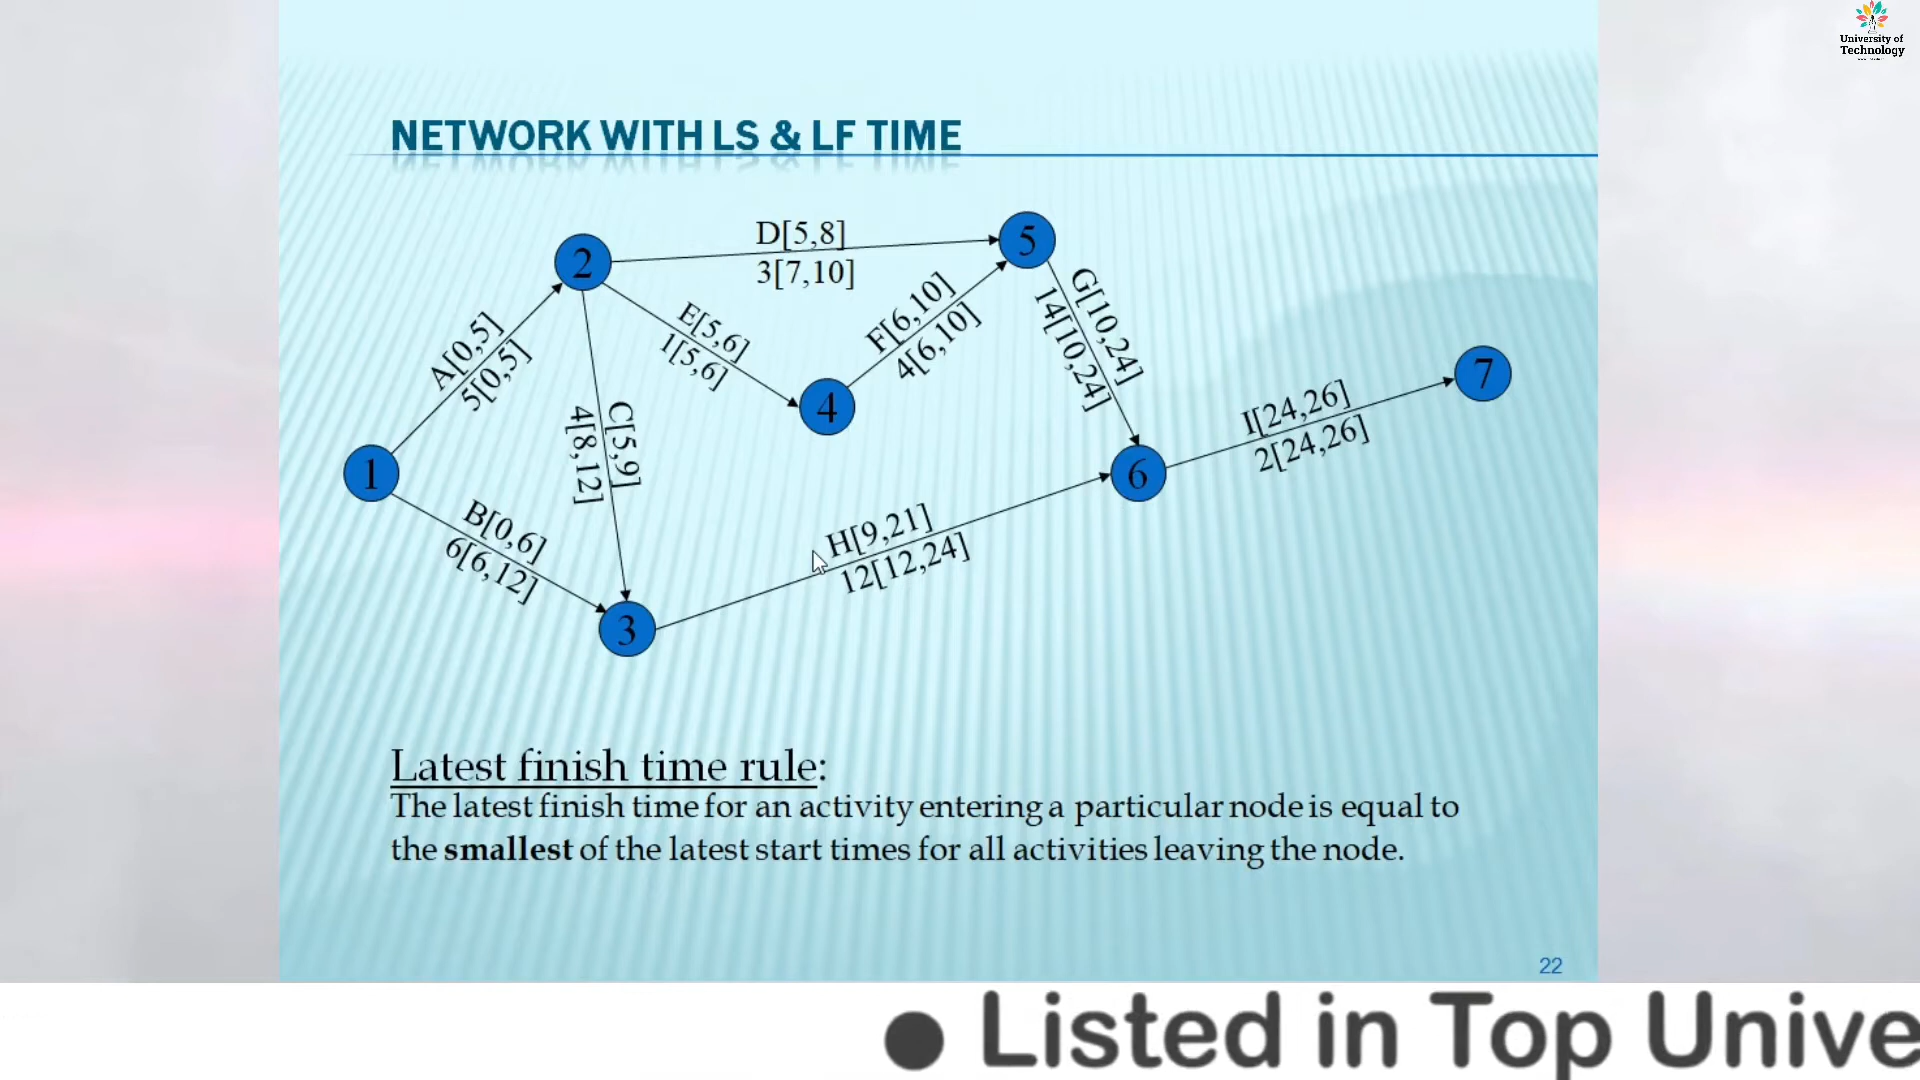 University of
Technology
NETWORK WITH LS & LF TIME
D[5,8]
3[7,10]
5
2
E[5,6]
1[5,6]
F[6,10]
4[6,10]
G[10,24]
14[10,24]
A[0,5]
5[0,5]
7
4
C[5,9]
4[8,12]
I[24,26]
2[24,26]
1
6
B[0,6]
6[6,12]
H[9,21]
12[12,24]
3
Latest finish time rule:
The latest finish time for an activity entering a particular node is equal to
the smallest of the latest start times for all activities leaving the node.
22
● Listed in Top Unive